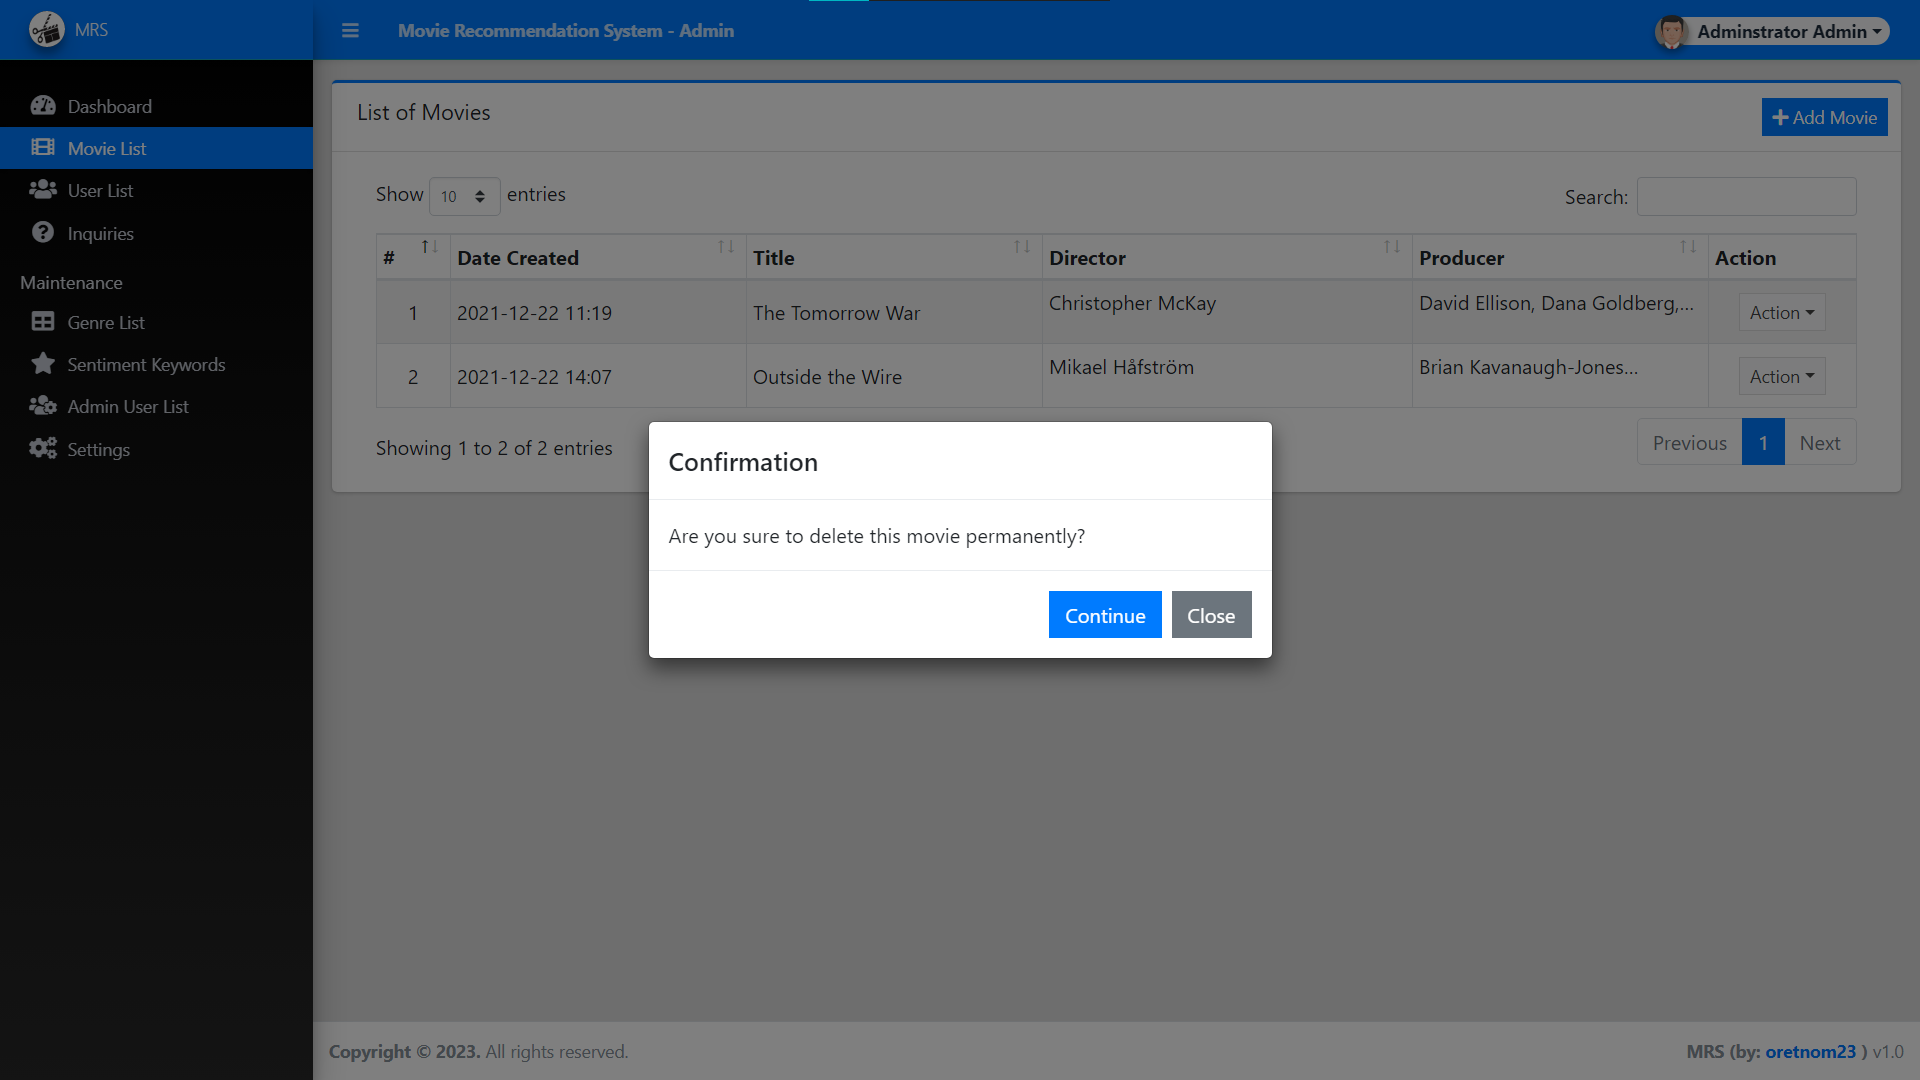 MRS
Movie Recommendation System - Admin
Adminstrator Admin
Dashboard
Movie List
User List
Inquiries
Maintenance
Genre List
Sentiment Keywords
Admin User List
Settings
List of Movies
Add Movie
Show 10 entries
Search:
# Date Created Title Director Producer Action
1 2021-12-22 11:19 The Tomorrow War Christopher McKay David Ellison, Dana Goldberg,... Action
2 2021-12-22 14:07 Outside the Wire Mikael Håfström Brian Kavanaugh-Jones... Action
Showing 1 to 2 of 2 entries
Previous 1 Next
Confirmation
Are you sure to delete this movie permanently?
Continue Close
Copyright © 2023. All rights reserved.
MRS (by: oretnom23 ) v1.0